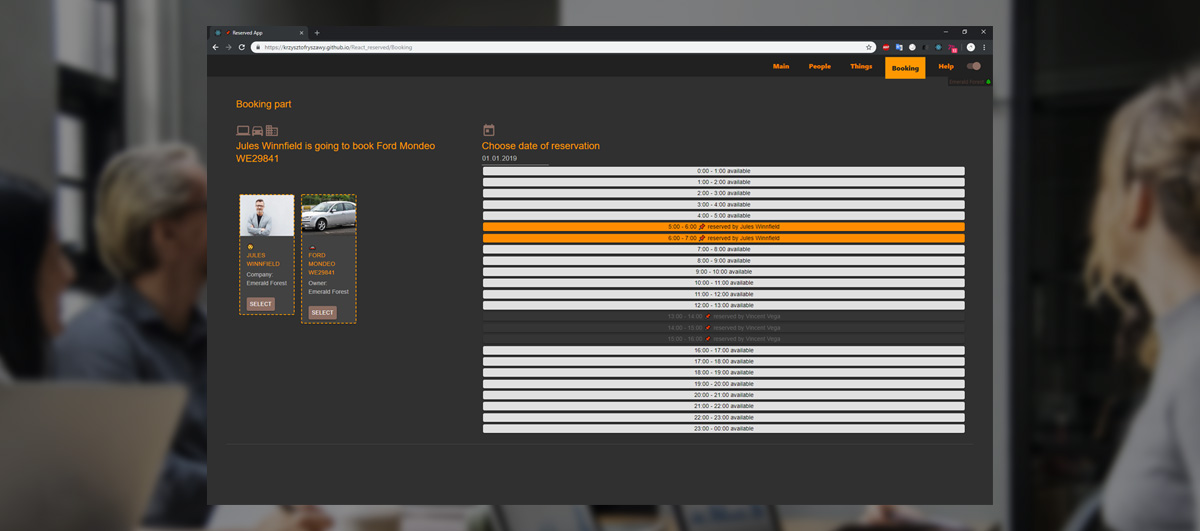 Reserved App
https://krzysztofryszawy.github.io/React_reserved/Booking
Main People Things Booking Help
Emerald Forest
Booking part
Jules Winnfield is going to book Ford Mondeo
WE29841
JULES
WINNFIELD
Company:
Emerald Forest
SELECT
FORD
MONDEO
WE29841
Owner:
Emerald Forest
SELECT
Choose date of reservation
01.01.2019
0:00 - 1:00 available
1:00 - 2:00 available
2:00 - 3:00 available
3:00 - 4:00 available
4:00 - 5:00 available
5:00 - 6:00 reserved by Jules Winnfield
6:00 - 7:00 reserved by Jules Winnfield
7:00 - 8:00 available
8:00 - 9:00 available
9:00 - 10:00 available
10:00 - 11:00 available
11:00 - 12:00 available
12:00 - 13:00 available
13:00 - 14:00 reserved by Vincent Vega
14:00 - 15:00 reserved by Vincent Vega
15:00 - 16:00 reserved by Vincent Vega
16:00 - 17:00 available
17:00 - 18:00 available
18:00 - 19:00 available
19:00 - 20:00 available
20:00 - 21:00 available
21:00 - 22:00 available
22:00 - 23:00 available
23:00 - 00:00 available